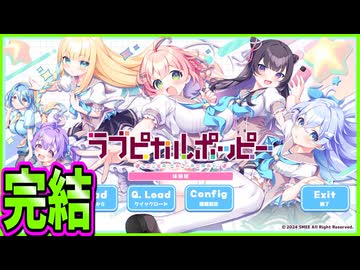 ラブピカルポッピー
体験版
完結
ad
Q.Load
クイックロード
Config
環境設定
Exit
終了
© 2024 SMEE All Reserved.